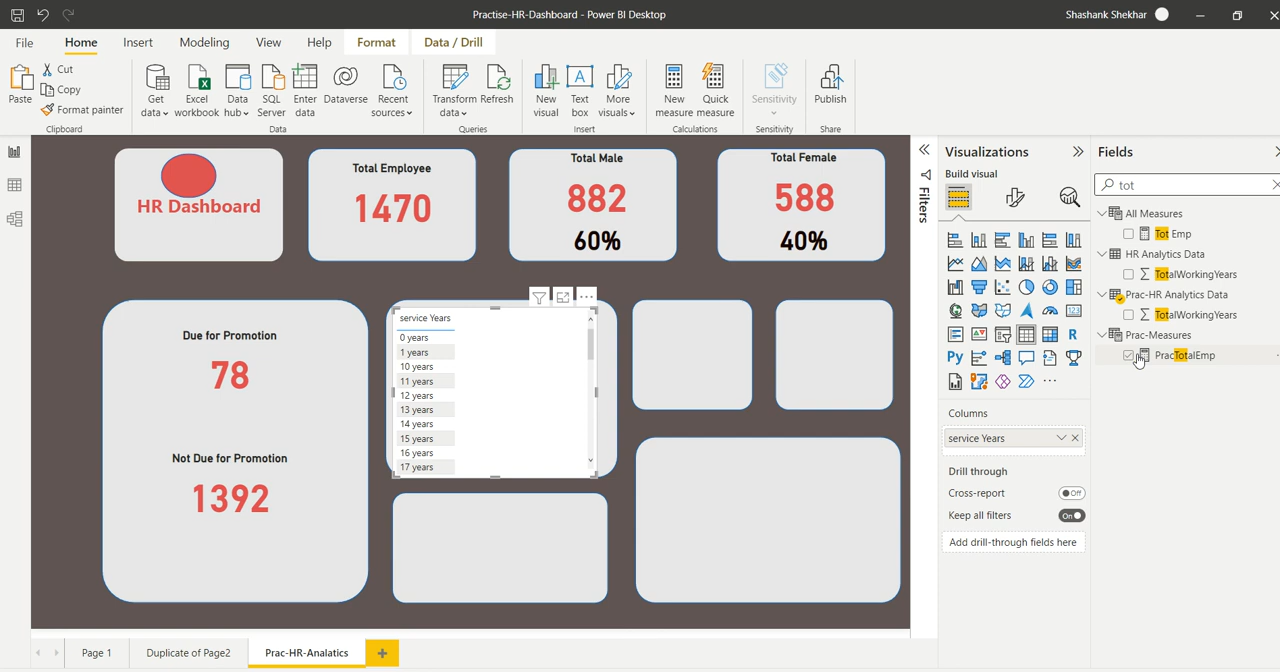 Practise-HR-Dashboard - Power BI Desktop
Shashank Shekhar
File
Home
Insert
Modeling
View
Help
Format
Data / Drill
Paste
Cut
Copy
Format painter
Clipboard
Get data
Excel workbook
Data hub
SQL Server
Enter data
Dataverse
Recent sources
Data
Transform data
Refresh
Queries
New visual
Text box
More visuals
Insert
New measure
Quick measure
Calculations
Sensitivity
Sensitivity
Publish
Share
HR Dashboard
Total Employee
1470
Total Male
882
60%
Total Female
588
40%
Due for Promotion
78
Not Due for Promotion
1392
service Years
0 years
1 years
10 years
11 years
12 years
13 years
14 years
15 years
16 years
17 years
Filters
Visualizations
Build visual
R
Py
123
Columns
service Years
Drill through
Cross-report
Off
Keep all filters
On
Add drill-through fields here
Fields
tot
All Measures
Tot Emp
HR Analytics Data
TotalWorkingYears
Prac-HR Analytics Data
TotalWorkingYears
Prac-Measures
PracTotalEmp
Page 1
Duplicate of Page2
Prac-HR-Analatics